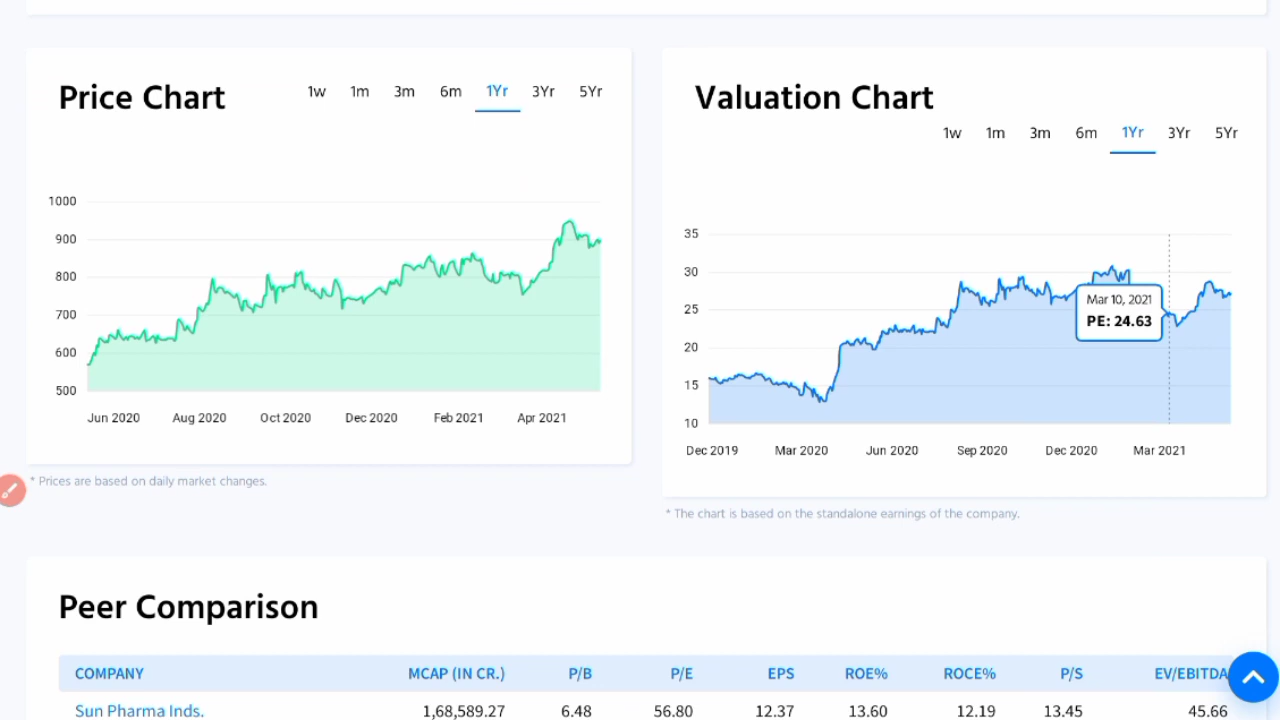 Price Chart
1w 1m 3m 6m 1Yr 3Yr 5Yr
1000
900
800
700
600
500
Jun 2020 Aug 2020 Oct 2020 Dec 2020 Feb 2021 Apr 2021
* Prices are based on daily market changes.
Valuation Chart
1w 1m 3m 6m 1Yr 3Yr 5Yr
35
30
25
20
15
10
Mar 10, 2021
PE: 24.63
Dec 2019 Mar 2020 Jun 2020 Sep 2020 Dec 2020 Mar 2021
* The chart is based on the standalone earnings of the company.
Peer Comparison
COMPANY MCAP (IN CR.) P/B P/E EPS ROE% ROCE% P/S EV/EBITDA
Sun Pharma Inds. 1,68,589.27 6.48 56.80 12.37 13.60 12.19 13.45 45.66